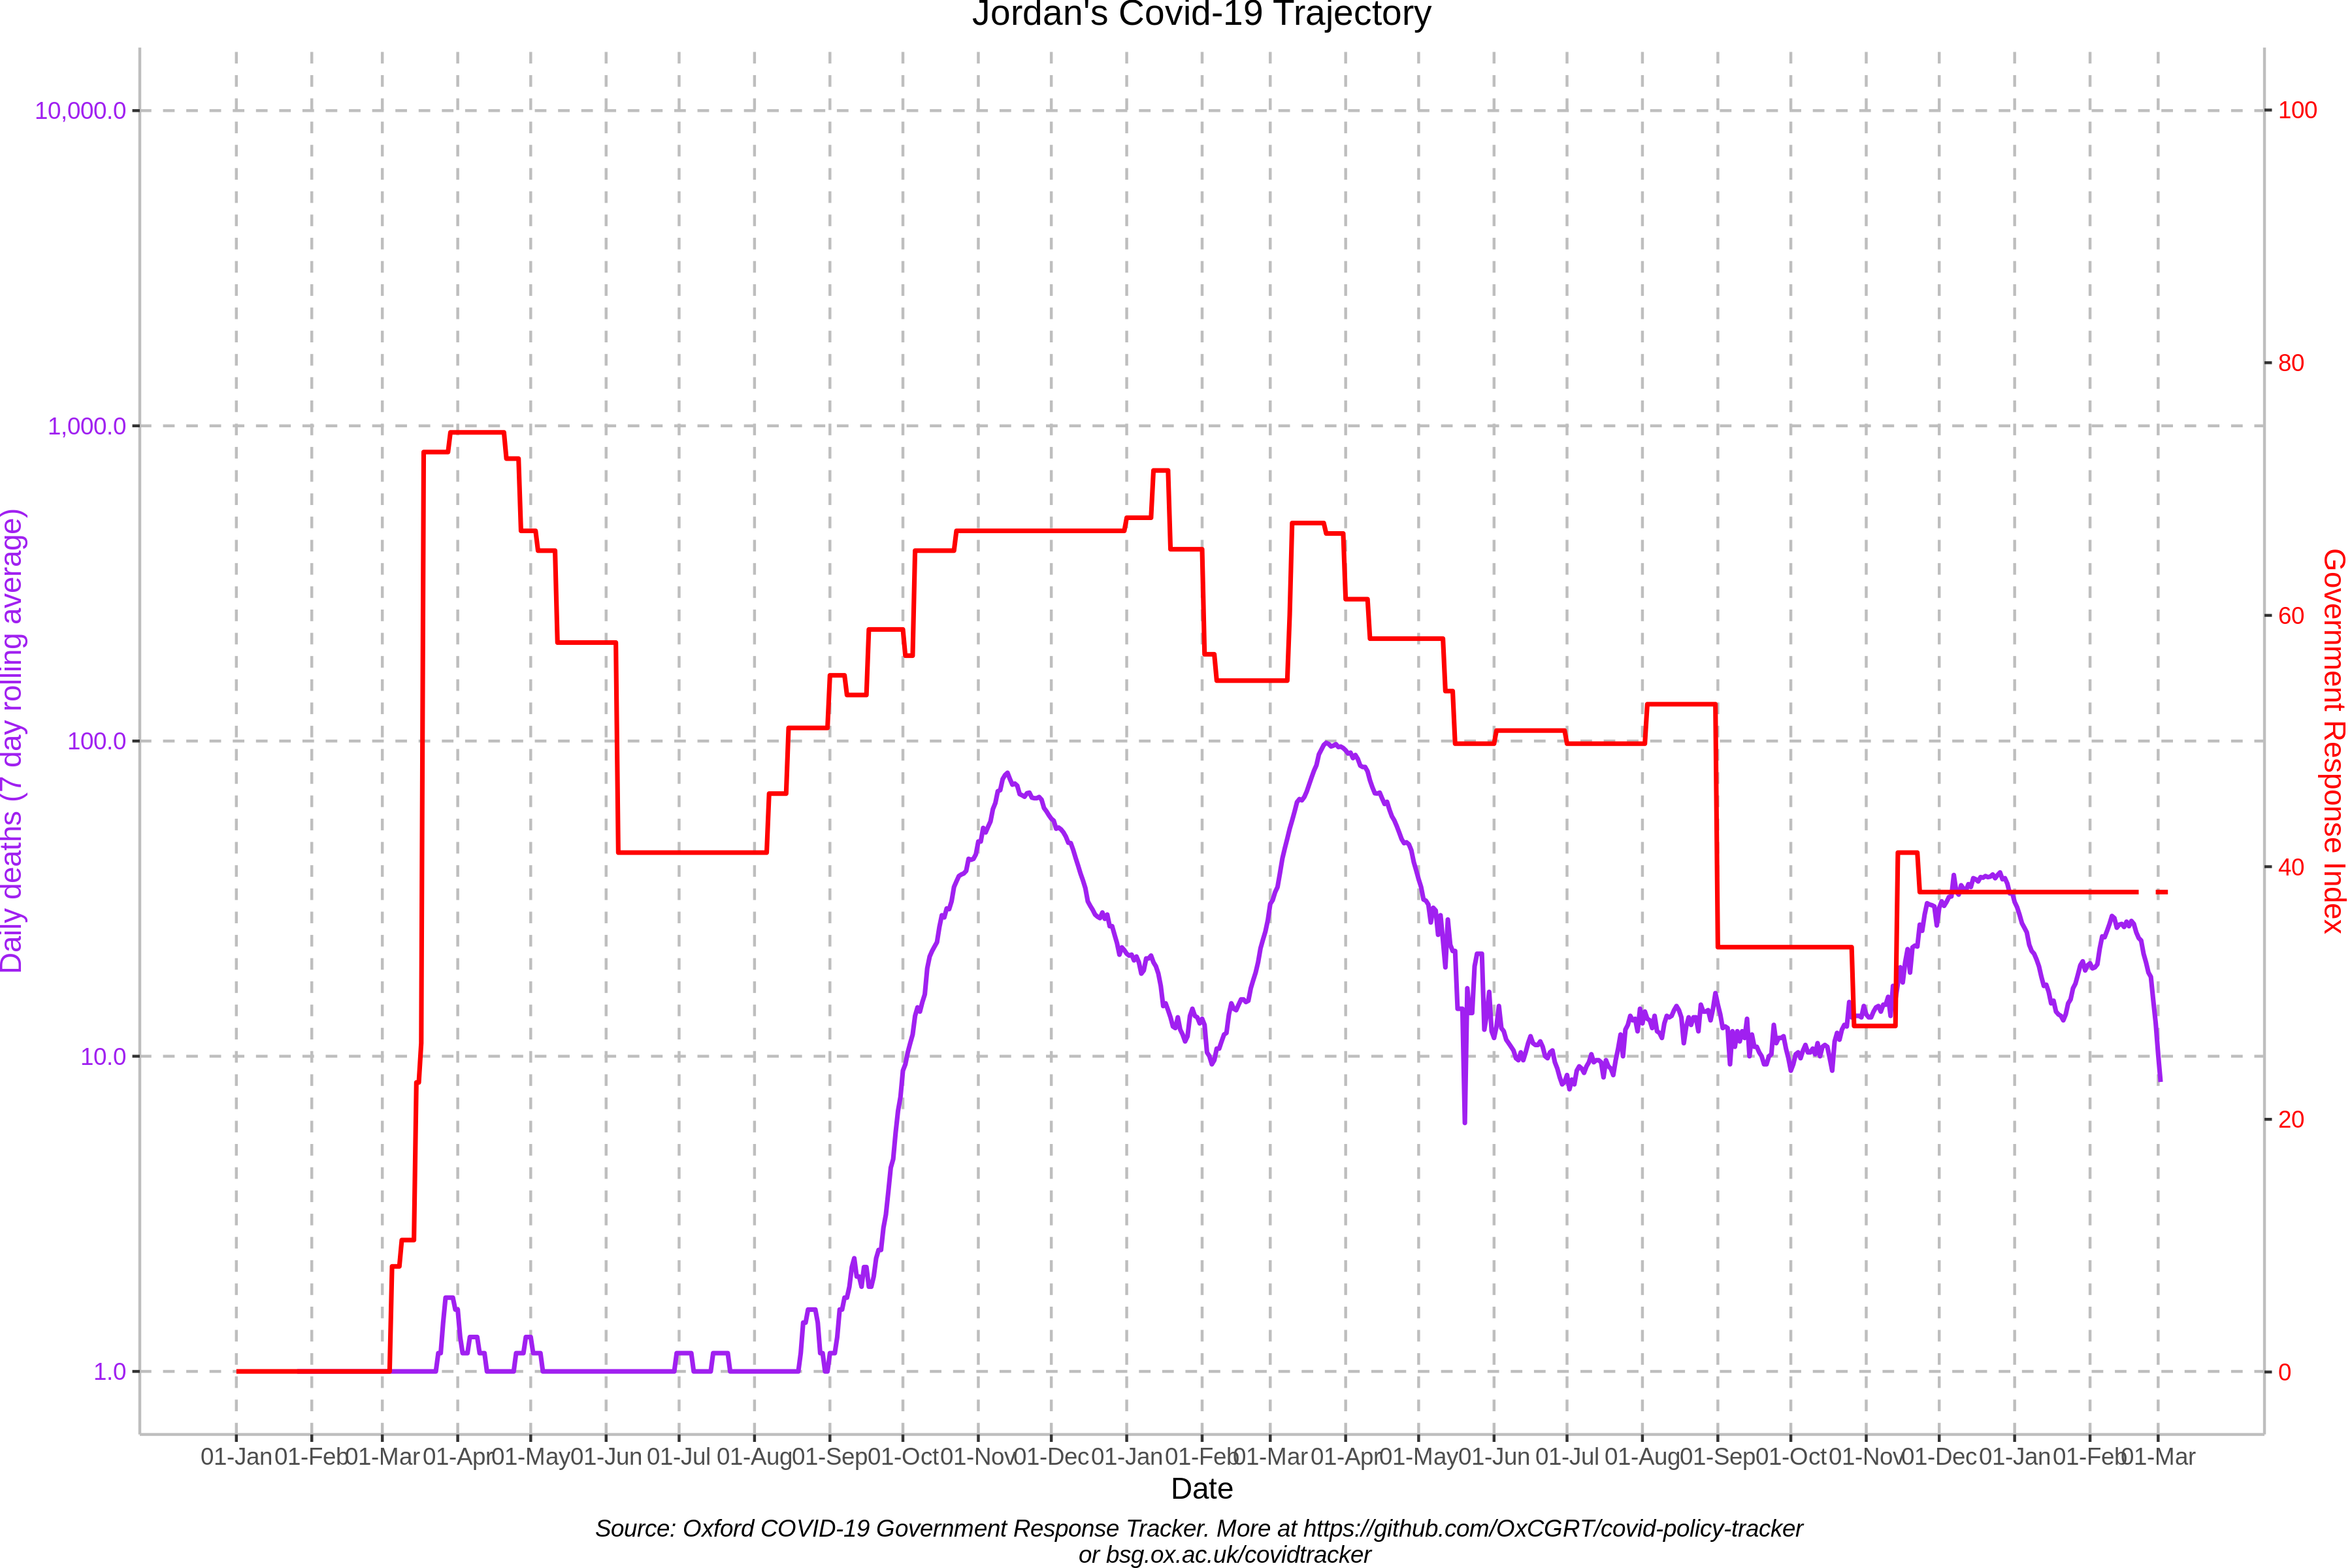 Jordan's Covid-19 Trajectory
10,000.0
1,000.0
100.0
10.0
1.0
Daily deaths (7 day rolling average)
100
80
60
40
20
0
Government Response Index
01-Jan 01-Feb 01-Mar 01-Apr 01-May 01-Jun 01-Jul 01-Aug 01-Sep 01-Oct 01-Nov 01-Dec 01-Jan 01-Feb 01-Mar 01-Apr 01-May 01-Jun 01-Jul 01-Aug 01-Sep 01-Oct 01-Nov 01-Dec 01-Jan 01-Feb 01-Mar
Date
Source: Oxford COVID-19 Government Response Tracker. More at https://github.com/OxCGRT/covid-policy-tracker
or bsg.ox.ac.uk/covidtracker